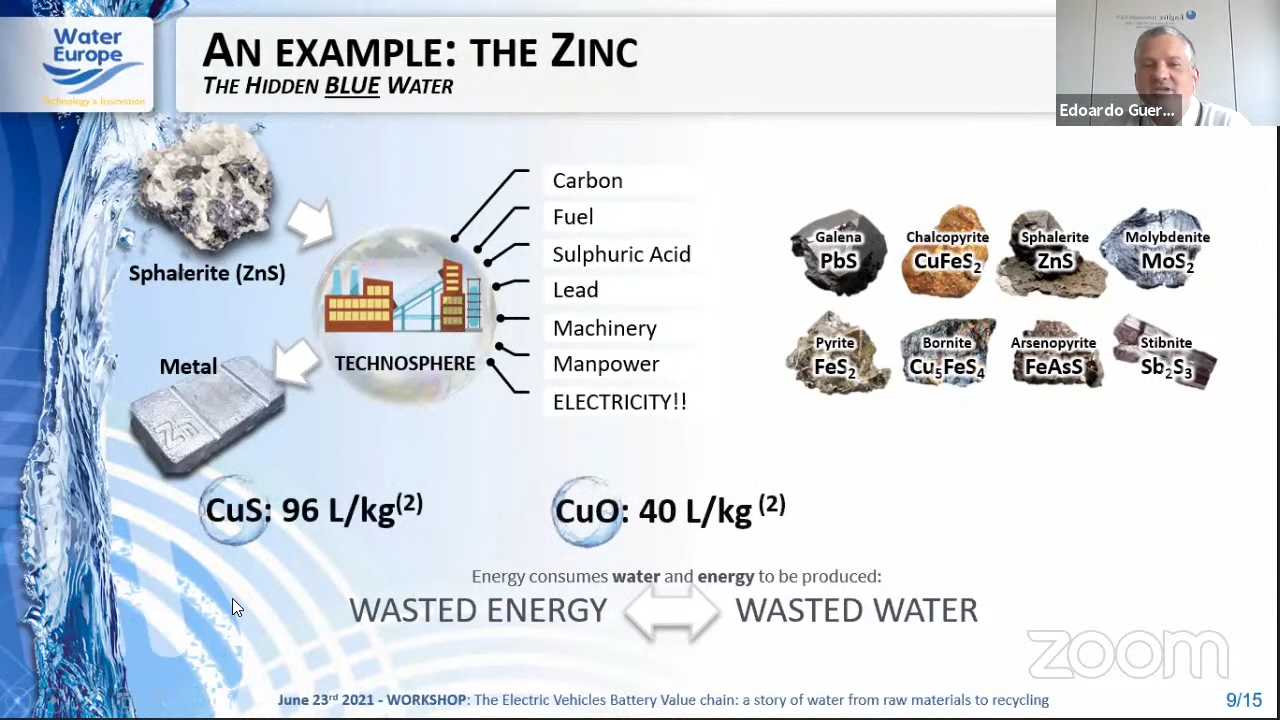 Water
Europe
Technology & Innovation
AN EXAMPLE: THE ZINC
THE HIDDEN BLUE WATER
Edoardo Guer...
Sphalerite (ZnS)
Metal
Zn
TECHNOSPHERE
Carbon
Fuel
Sulphuric Acid
Lead
Machinery
Manpower
ELECTRICITY!!
Galena
PbS
Chalcopyrite
CuFeS₂
Sphalerite
ZnS
Molybdenite
MoS₂
Pyrite
FeS₂
Bornite
Cu₅FeS₄
Arsenopyrite
FeAsS
Stibnite
Sb₂S₃
CuS: 96 L/kg⁽²⁾
CuO: 40 L/kg ⁽²⁾
Energy consumes water and energy to be produced:
WASTED ENERGY
WASTED WATER
zoom
June 23rd 2021 - WORKSHOP: The Electric Vehicles Battery Value chain: a story of water from raw materials to recycling
9/15